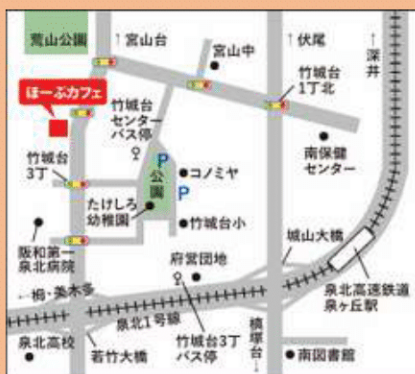 荒山公園
↑宮山台
宮山中
↑伏尾
↑深井
ほーぷカフェ
竹城台
センター
バス停
竹城台
1丁北
南保健
センター
竹城台
3丁
P
公園
コノミヤ
P
たけしろ
幼稚園
竹城台小
阪和第一
泉北病院
府営団地
城山大橋
泉北高速鉄道
泉ヶ丘駅
←栂・美木多
泉北1号線
泉北高校
若竹大橋
竹城台3丁
バス停
槙塚台↓
南図書館